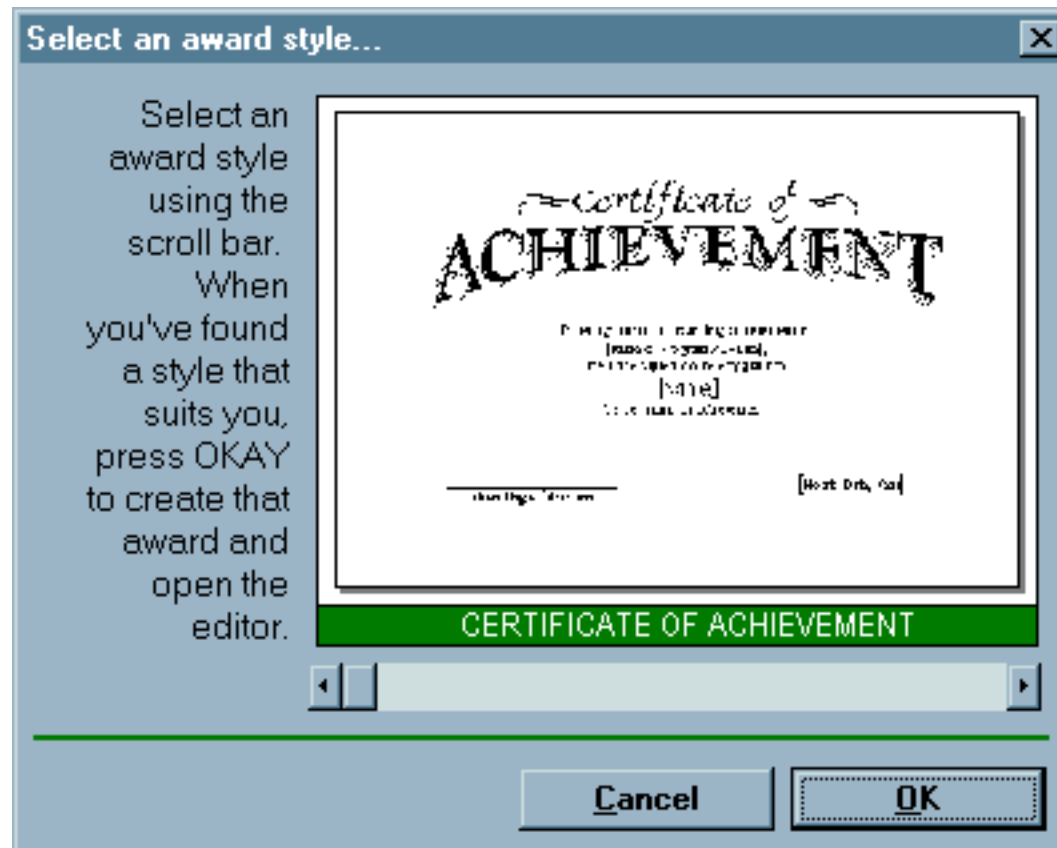 Select an award style...
Select an
award style
using the
scroll bar.
When
you've found
a style that
suits you,
press OKAY
to create that
award and
open the
editor.
Certificate of
ACHIEVEMENT
CERTIFICATE OF ACHIEVEMENT
Cancel
OK